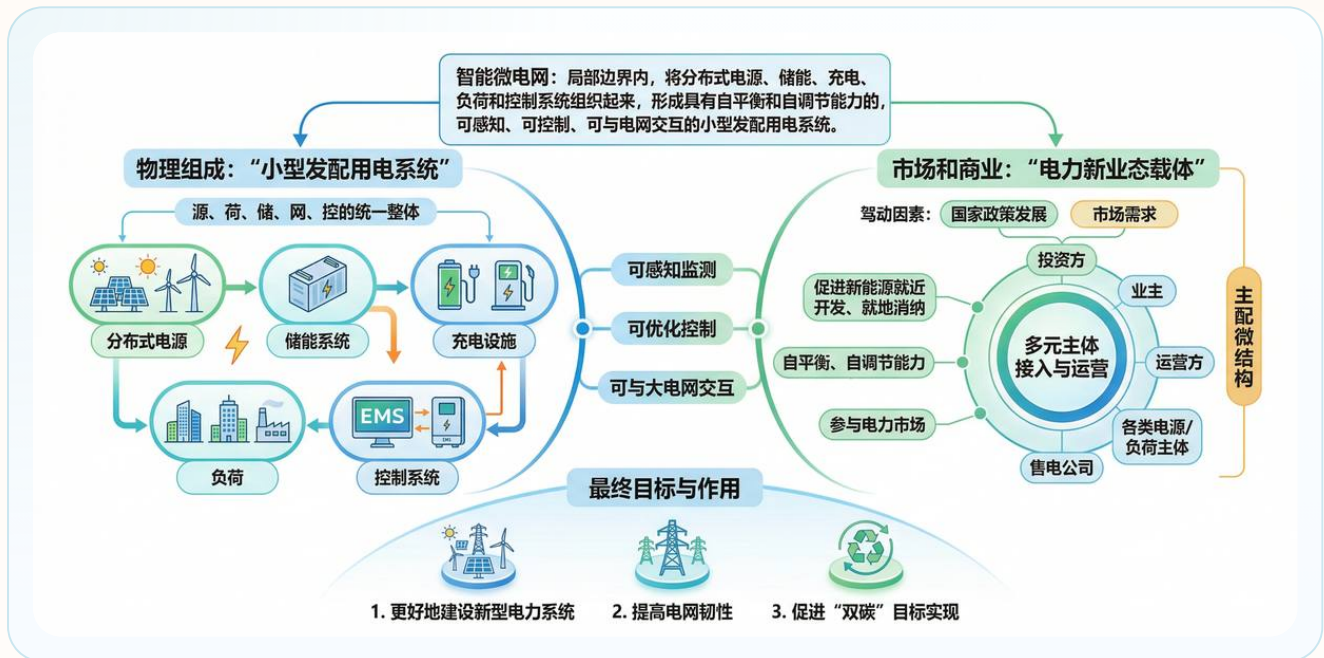 智能微电网：局部边界内，将分布式电源、储能、充电、
负荷和控制系统组织起来，形成具有自平衡和自调节能力的，
可感知、可控制、可与电网交互的小型发配用电系统。
物理组成：“小型发配用电系统”
源、荷、储、网、控的统一整体
分布式电源
储能系统
充电设施
负荷
EMS
控制系统
可感知监测
可优化控制
可与大电网交互
市场和商业：“电力新业态载体”
驾动因素：
国家政策发展
市场需求
投资方
业主
运营方
各类电源/
负荷主体
售电公司
促进新能源就近
开发、就地消纳
自平衡、自调节能力
参与电力市场
多元主体
接入与运营
主配微结构
最终目标与作用
1. 更好地建设新型电力系统
2. 提高电网韧性
3. 促进“双碳”目标实现